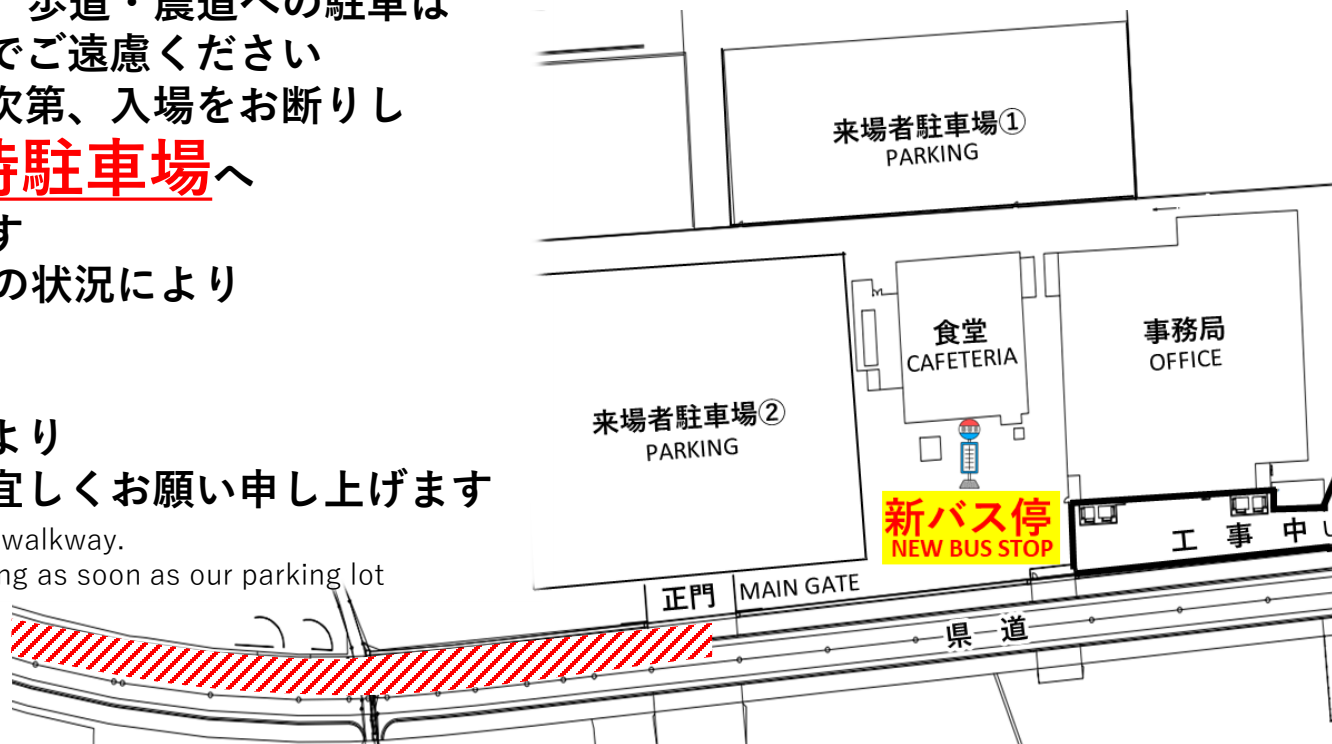 歩道・農道への駐車は
でご遠慮ください
次第、入場をお断りし
時駐車場へ
す
の状況により
より
宜しくお願い申し上げます
walkway.
ng as soon as our parking lot
来場者駐車場①
PARKING
食堂
CAFETERIA
事務局
OFFICE
来場者駐車場②
PARKING
新バス停
NEW BUS STOP
工事中
正門
MAIN GATE
県道